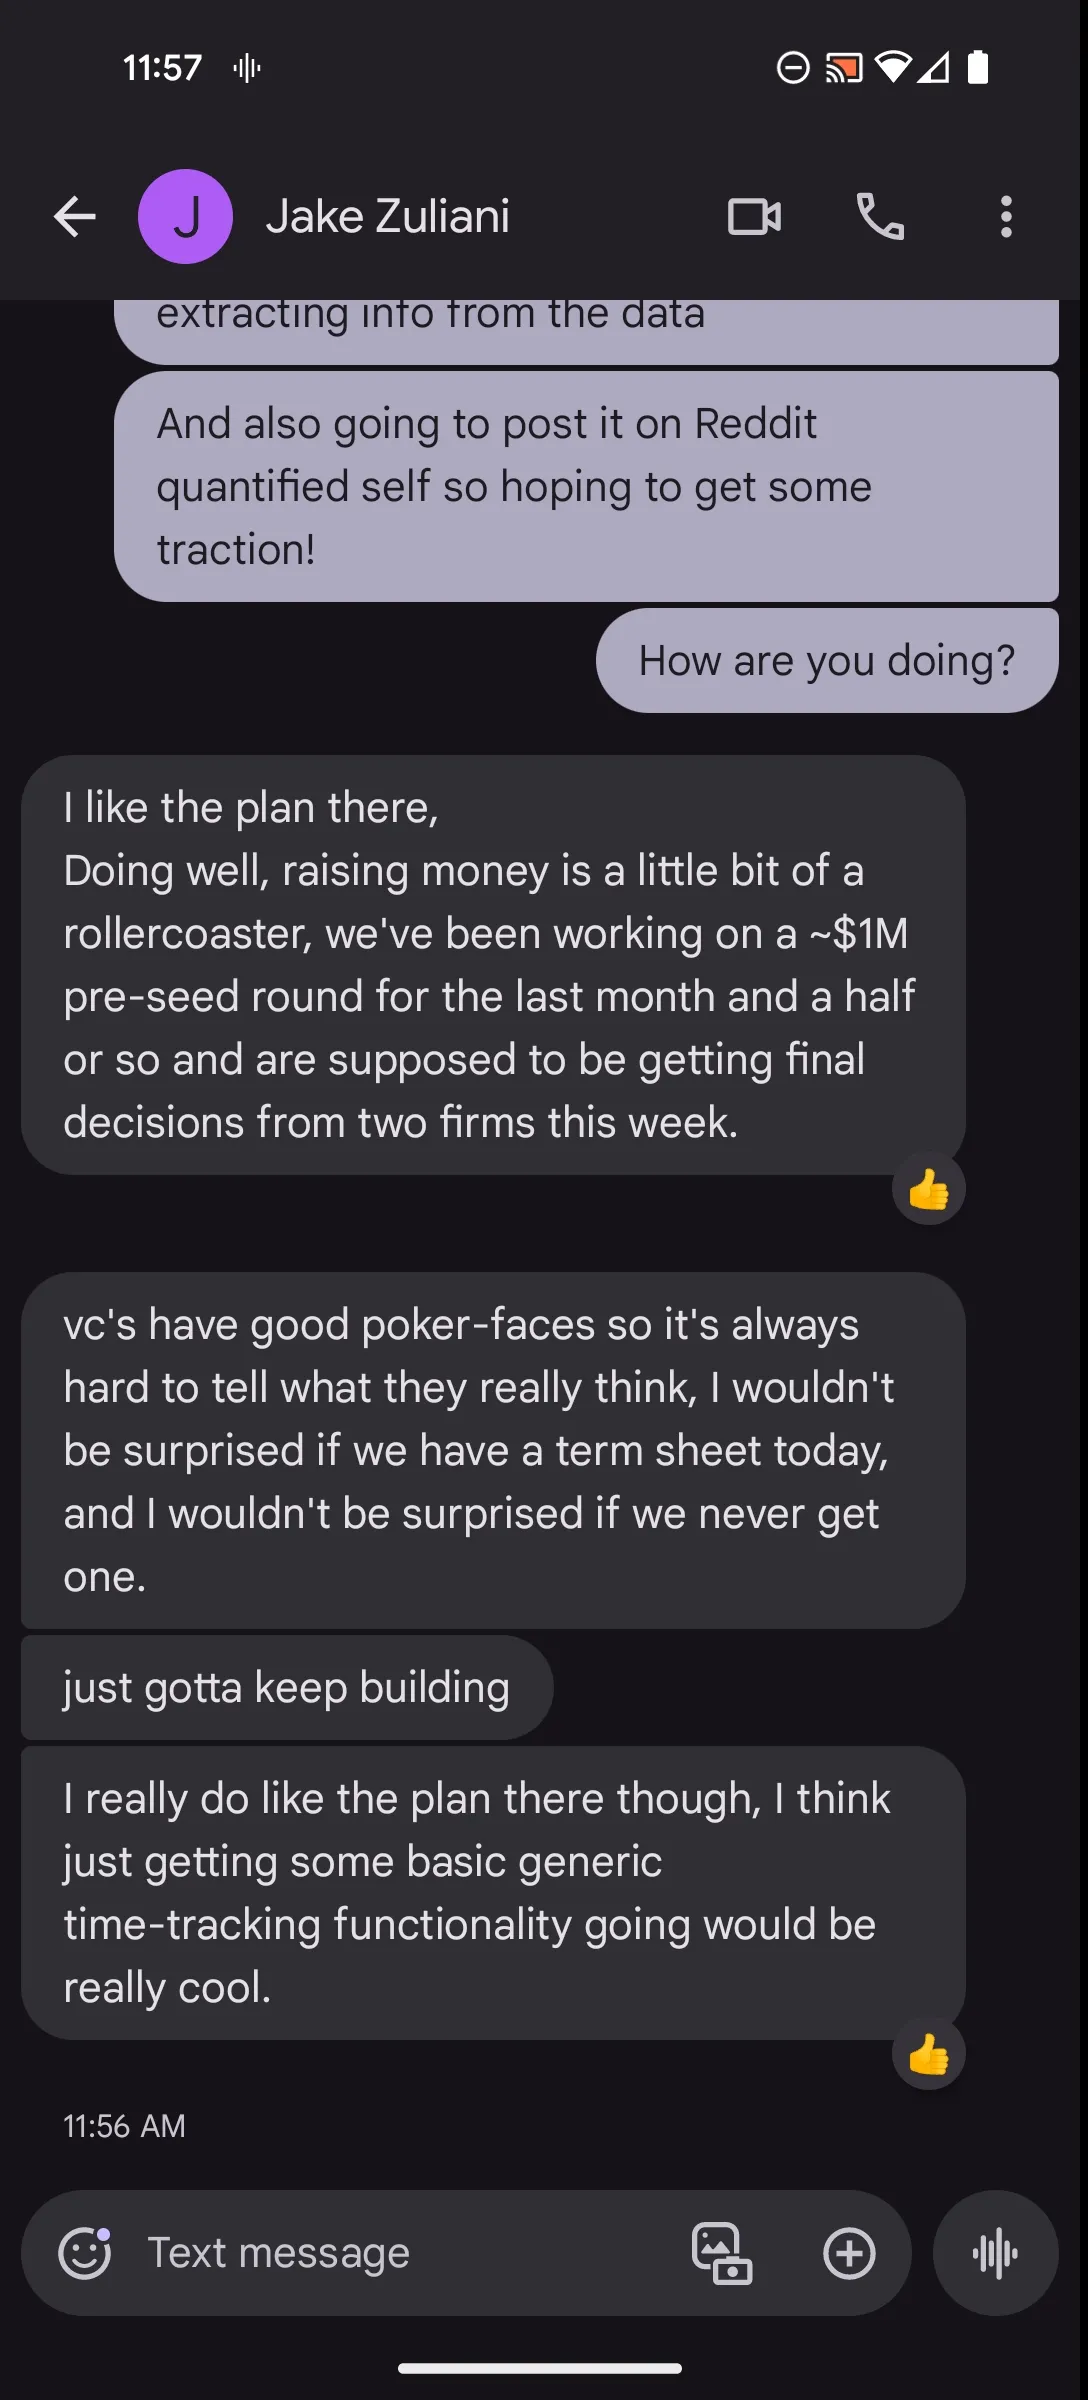 11:57
J
Jake Zuliani
extracting info from the data
And also going to post it on Reddit
quantified self so hoping to get some
traction!
How are you doing?
I like the plan there,
Doing well, raising money is a little bit of a
rollercoaster, we've been working on a ~$1M
pre-seed round for the last month and a half
or so and are supposed to be getting final
decisions from two firms this week.
vc's have good poker-faces so it's always
hard to tell what they really think, I wouldn't
be surprised if we have a term sheet today,
and I wouldn't be surprised if we never get
one.
just gotta keep building
I really do like the plan there though, I think
just getting some basic generic
time-tracking functionality going would be
really cool.
11:56 AM
Text message